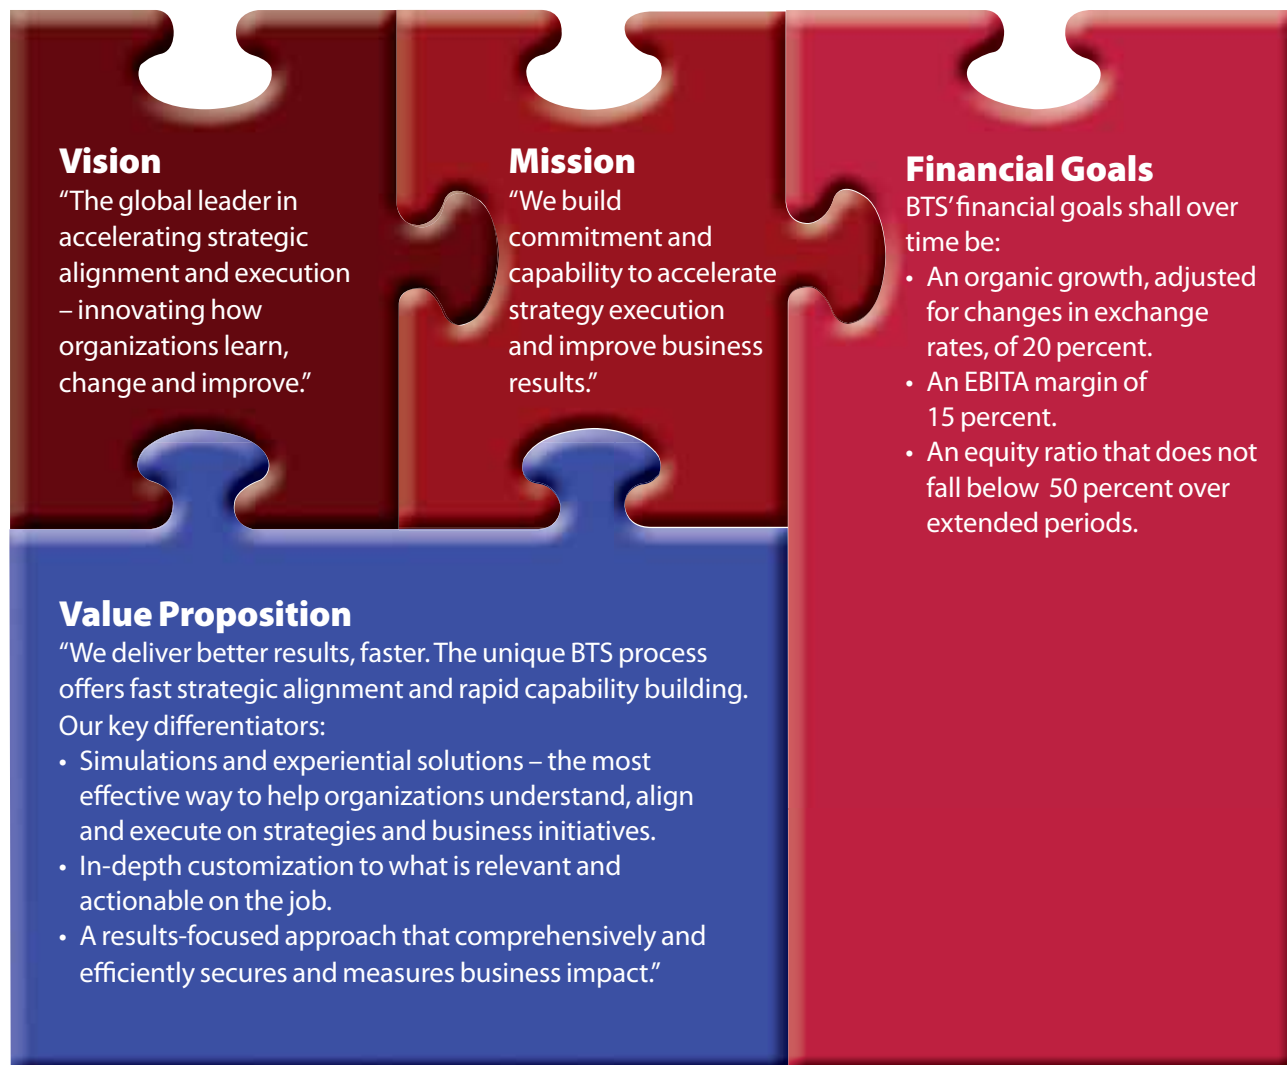 Vision
“The global leader in
accelerating strategic
alignment and execution
– innovating how
organizations learn,
change and improve.”
Mission
“We build
commitment and
capability to accelerate
strategy execution
and improve business
results.”
Financial Goals
BTS’ financial goals shall over
time be:
• An organic growth, adjusted
for changes in exchange
rates, of 20 percent.
• An EBITA margin of
15 percent.
• An equity ratio that does not
fall below 50 percent over
extended periods.
Value Proposition
“We deliver better results, faster. The unique BTS process
offers fast strategic alignment and rapid capability building.
Our key differentiators:
• Simulations and experiential solutions – the most
effective way to help organizations understand, align
and execute on strategies and business initiatives.
• In-depth customization to what is relevant and
actionable on the job.
• A results-focused approach that comprehensively and
efficiently secures and measures business impact.”